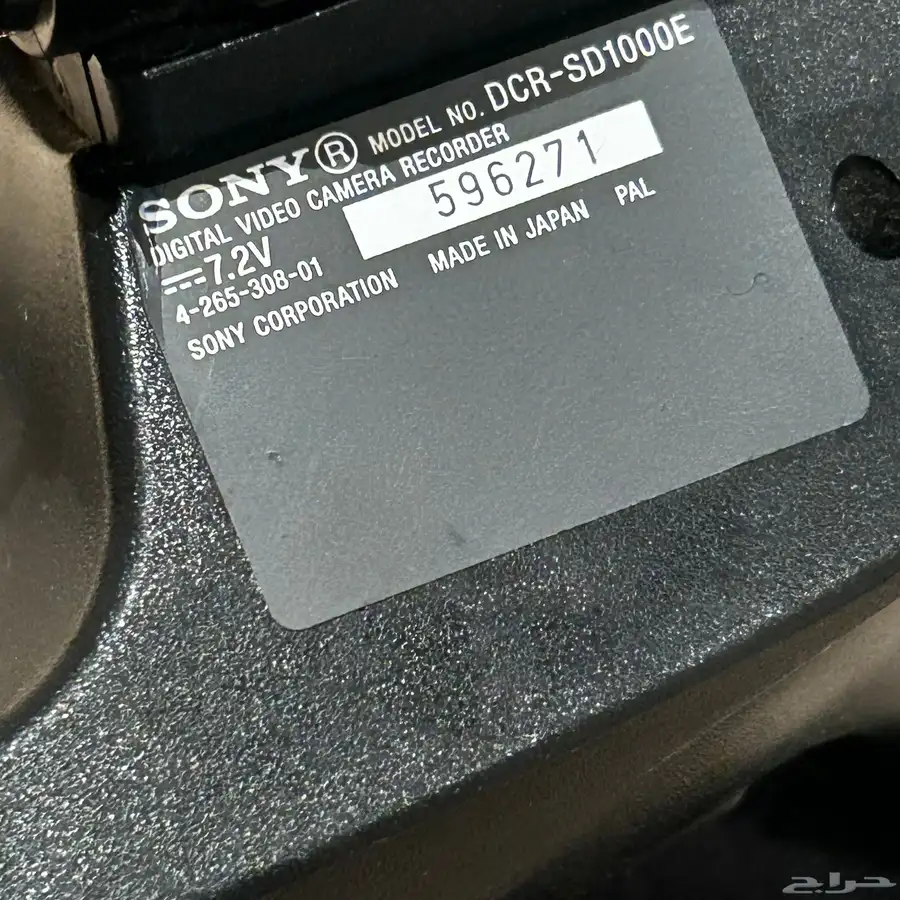 SONY® MODEL NO. DCR-SD1000E
DIGITAL VIDEO CAMERA RECORDER
⎓7.2V 596271
4-265-308-01
SONY CORPORATION MADE IN JAPAN PAL
حراج